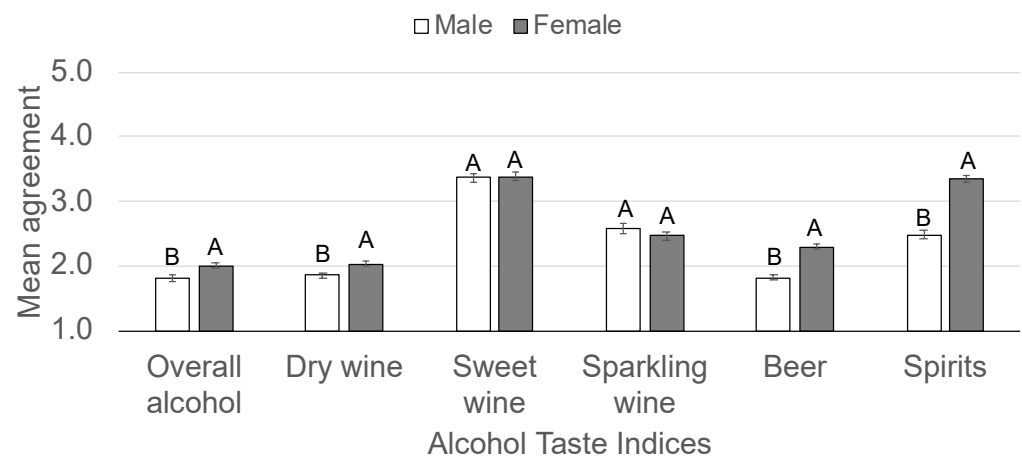 Male Female
Mean agreement
5.0
4.0
3.0
2.0
1.0
B A
B A
A A
A A
B A
B A
Overall alcohol
Dry wine
Sweet wine
Sparkling wine
Beer
Spirits
Alcohol Taste Indices